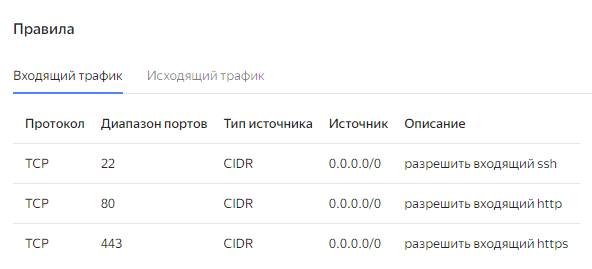 Правила
Входящий трафик Исходящий трафик
Протокол Диапазон портов Тип источника Источник Описание
TCP 22 CIDR 0.0.0.0/0 разрешить входящий ssh
TCP 80 CIDR 0.0.0.0/0 разрешить входящий http
TCP 443 CIDR 0.0.0.0/0 разрешить входящий https